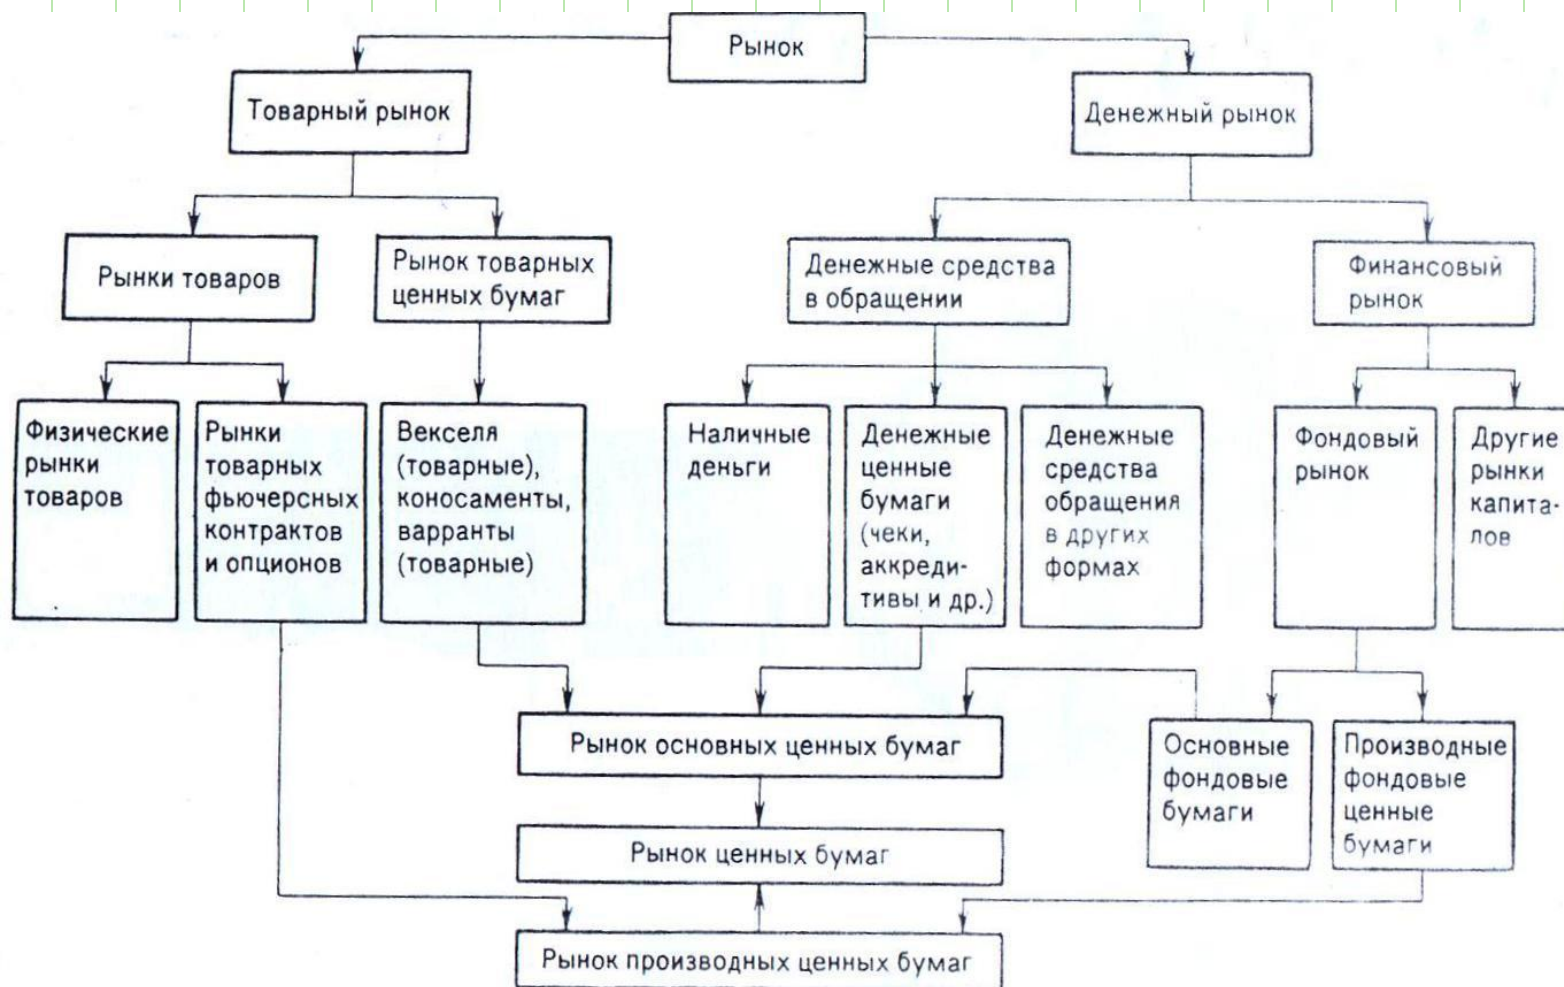 Рынок
Товарный рынок
Денежный рынок
Рынки товаров
Рынок товарных
ценных бумаг
Денежные средства
в обращении
Финансовый
рынок
Физические
рынки
товаров
Рынки
товарных
фьючерсных
контрактов
и опционов
Векселя
(товарные),
коносаменты,
варранты
(товарные)
Наличные
деньги
Денежные
ценные
бумаги
(чеки,
аккреди-
тивы и др.)
Денежные
средства
обращения
в других
формах
Фондовый
рынок
Другие
рынки
капита-
лов
Рынок основных ценных бумаг
Основные
фондовые
бумаги
Производные
фондовые
ценные
бумаги
Рынок ценных бумаг
Рынок производных ценных бумаг